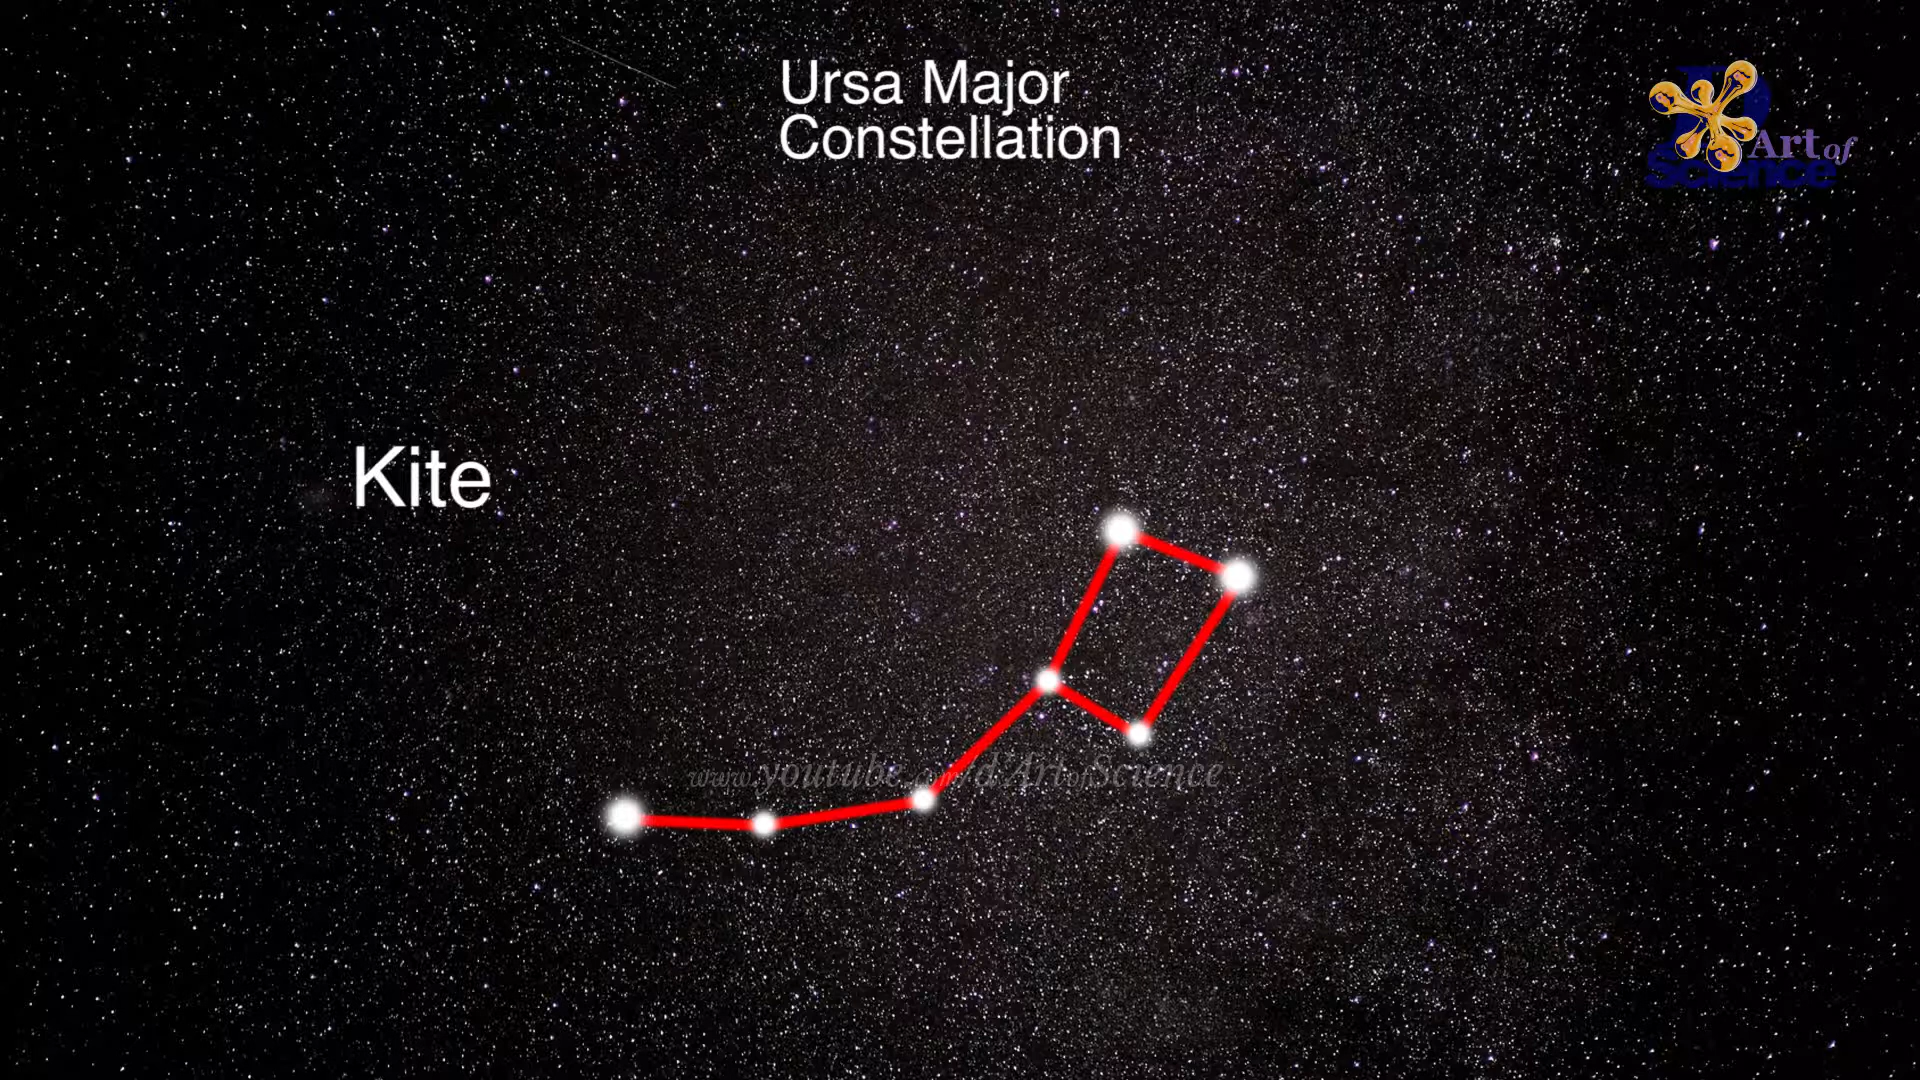 Ursa Major
Constellation
D
Art of
Science
Kite
www.youtube.com/d'ArtofScience